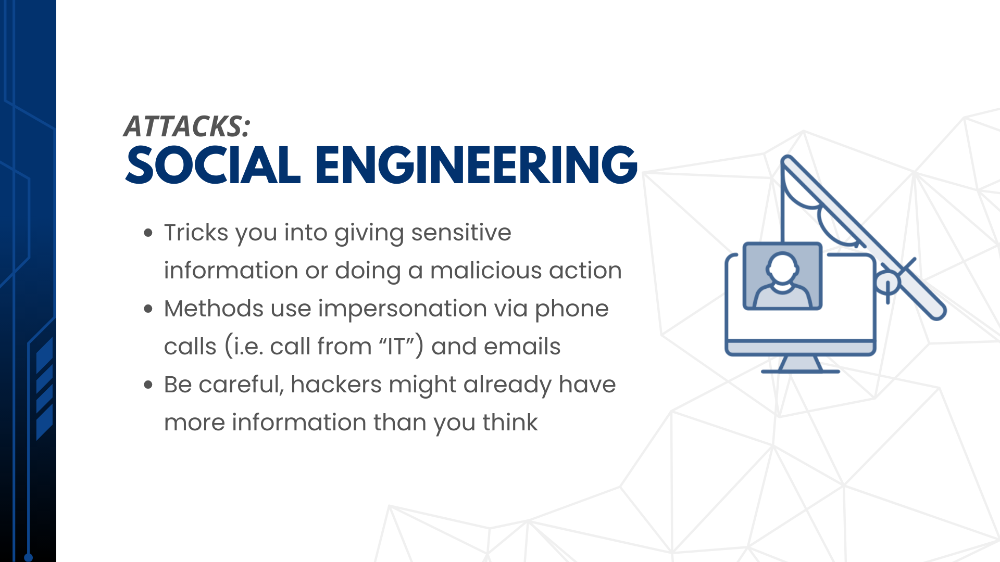 ATTACKS:
SOCIAL ENGINEERING
• Tricks you into giving sensitive
information or doing a malicious action
• Methods use impersonation via phone
calls (i.e. call from “IT”) and emails
• Be careful, hackers might already have
more information than you think